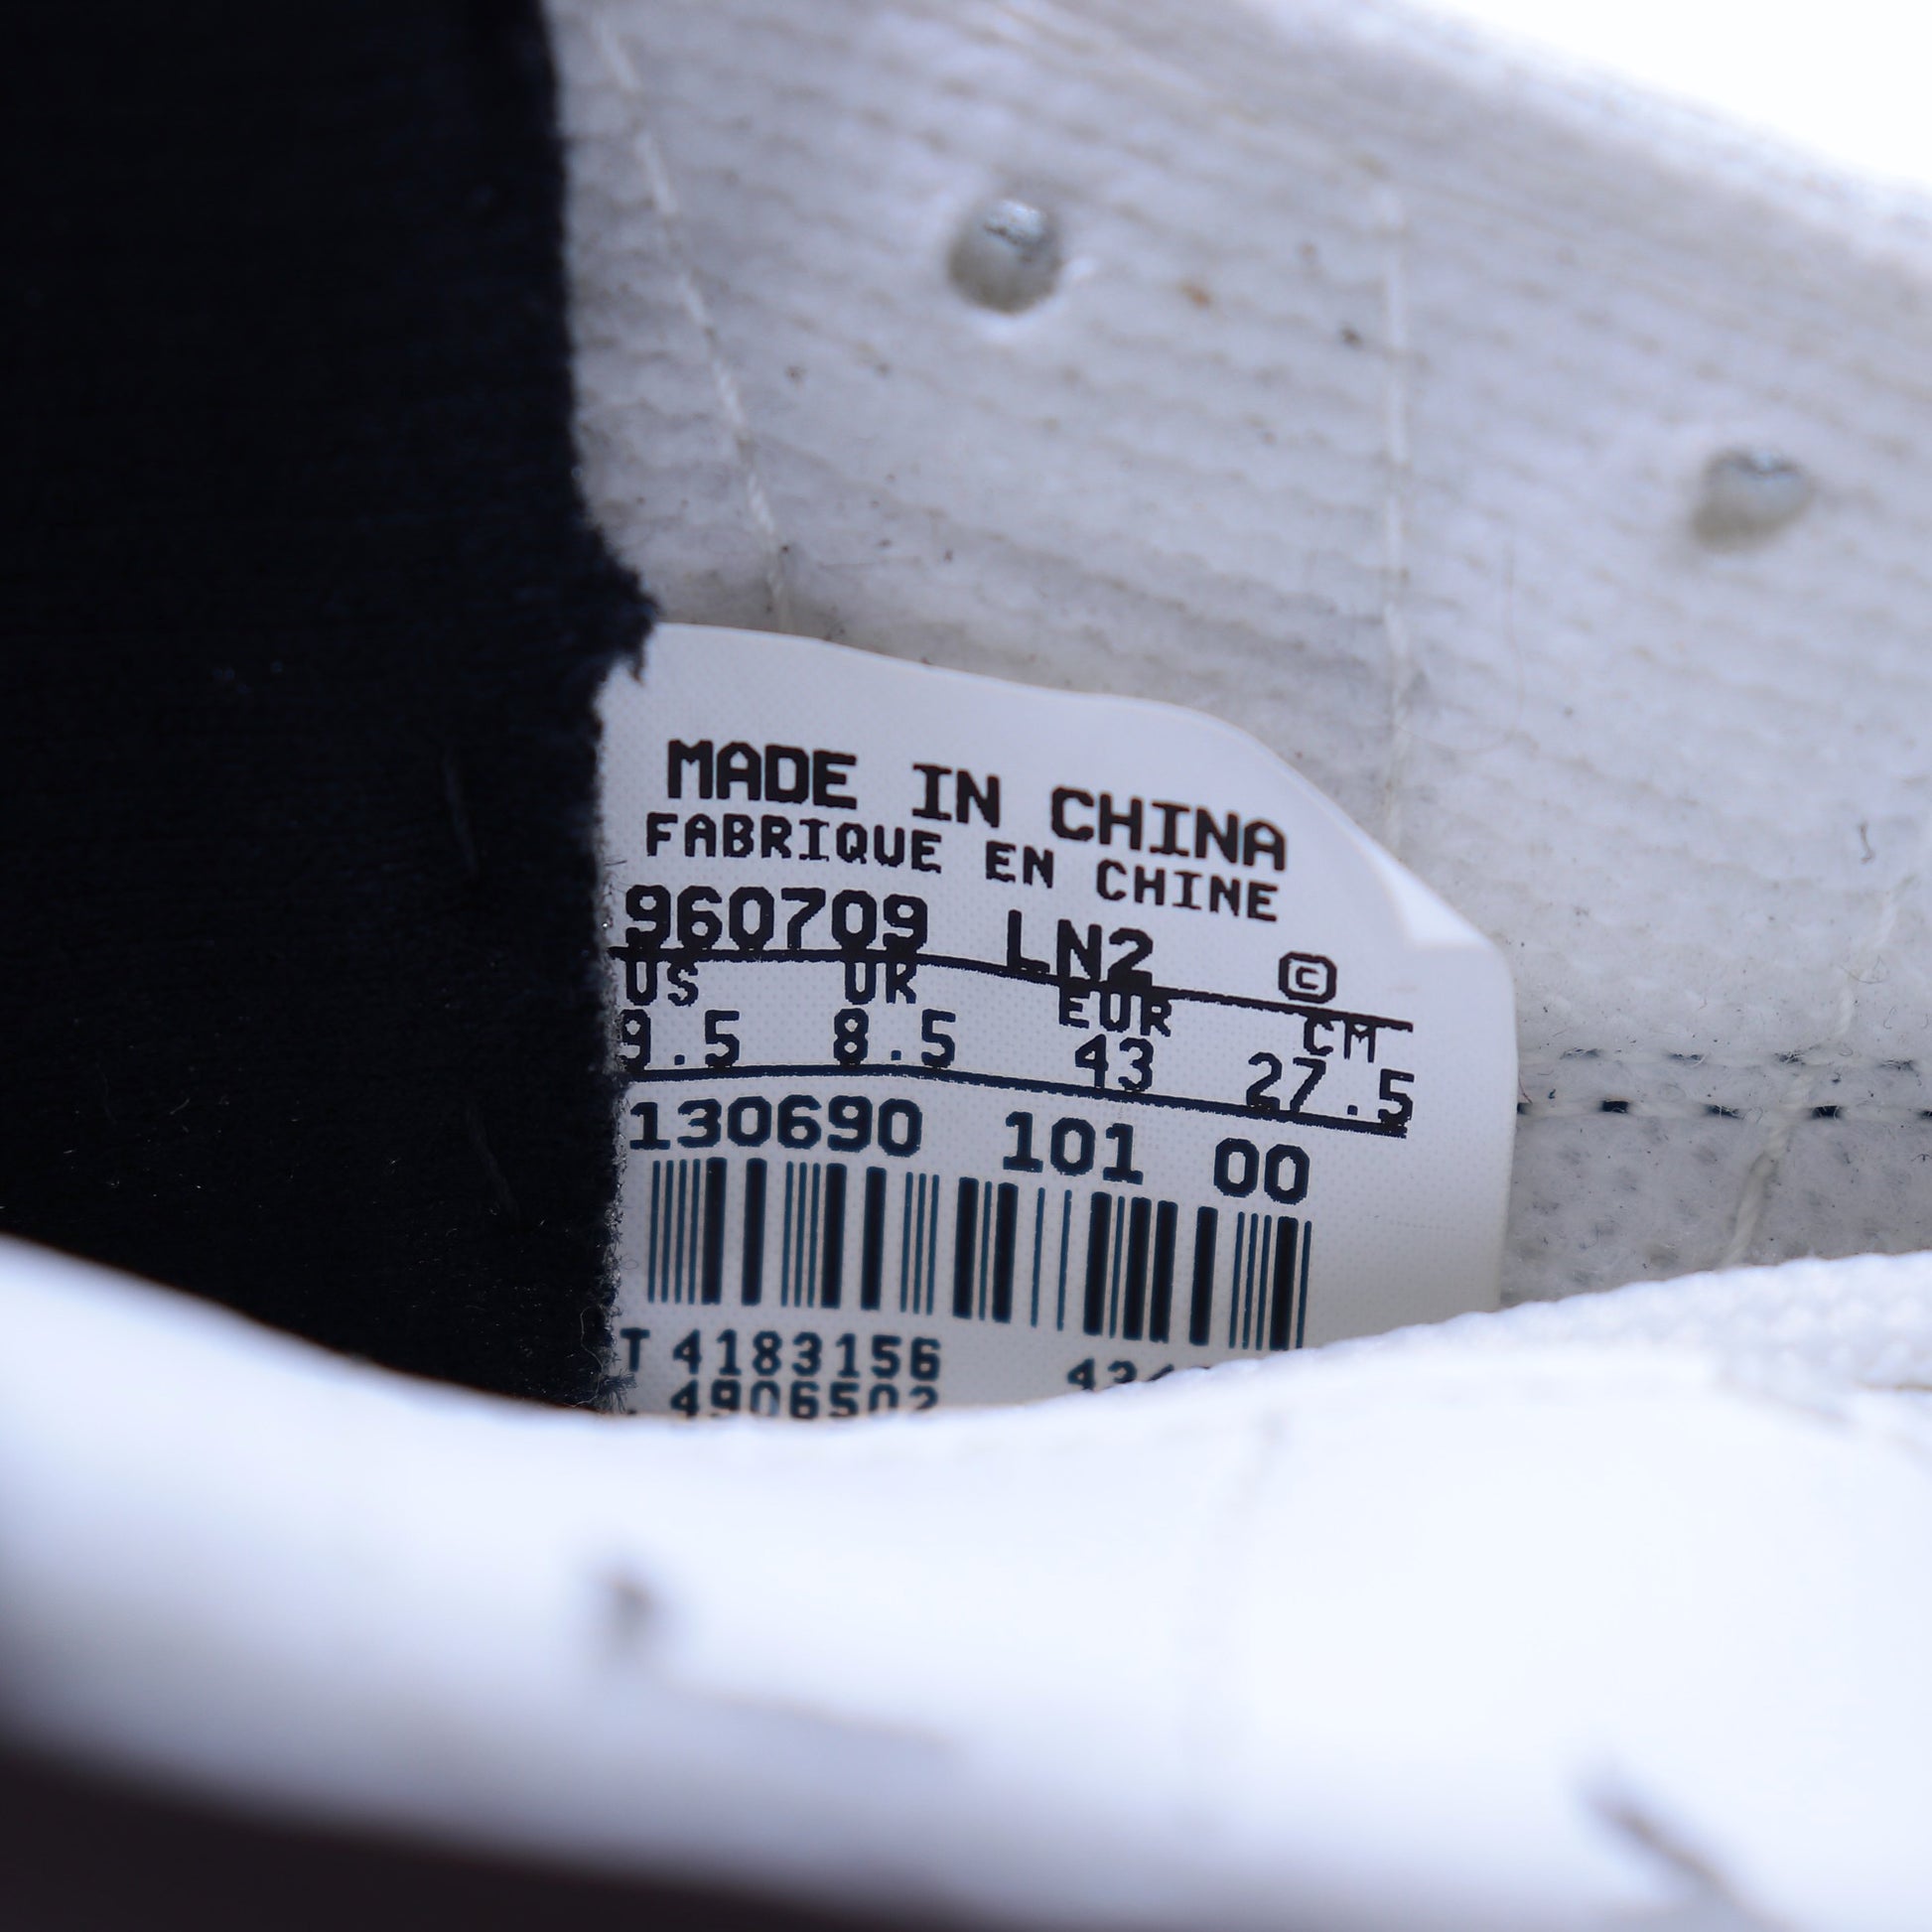 MADE IN CHINA
FABRIQUE EN CHINE
960709 LN2 ©
US UK EUR CM
9.5 8.5 43 27.5
130690 101 00
T 4183156
4906502